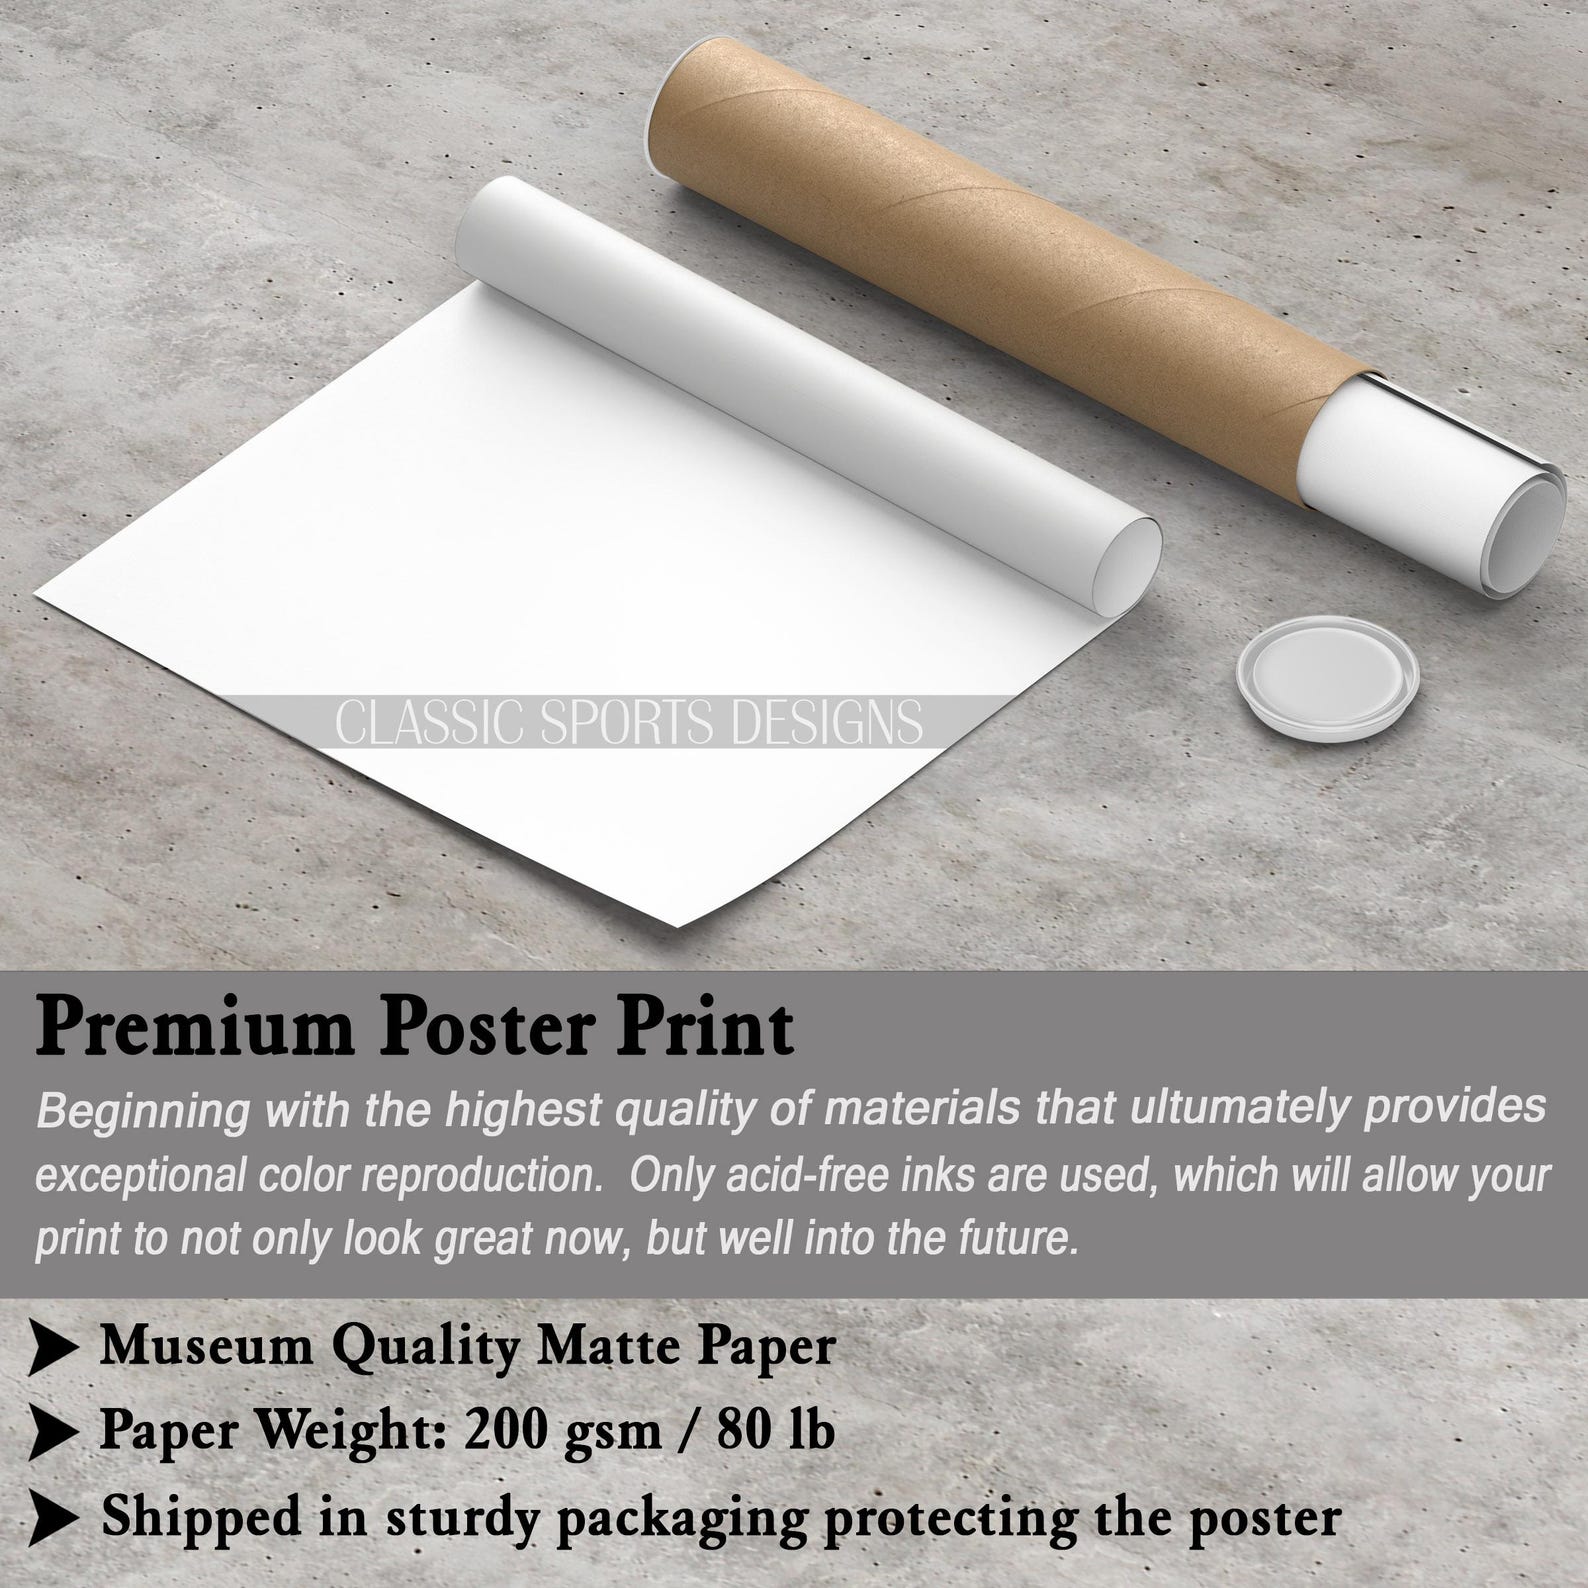 CLASSIC SPORTS DESIGNS
Premium Poster Print
Beginning with the highest quality of materials that ultumately provides
exceptional color reproduction.  Only acid-free inks are used, which will allow your
print to not only look great now, but well into the future.
Museum Quality Matte Paper
Paper Weight: 200 gsm / 80 lb
Shipped in sturdy packaging protecting the poster